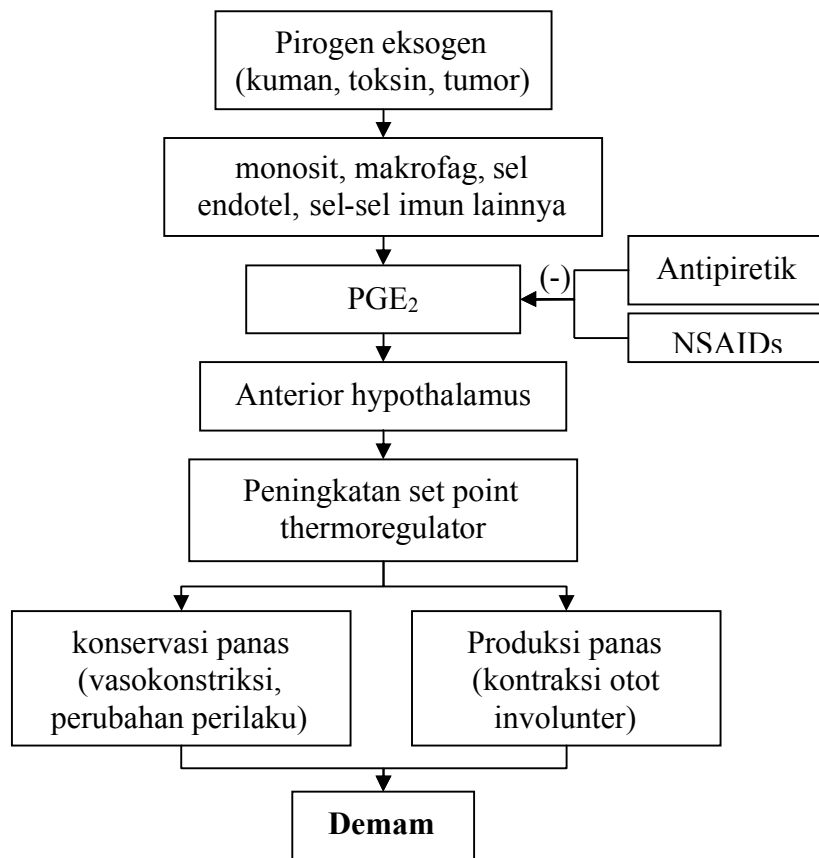 Pirogen eksogen
(kuman, toksin, tumor)
monosit, makrofag, sel
endotel, sel-sel imun lainnya
PGE₂
(-)
Antipiretik
NSAIDs
Anterior hypothalamus
Peningkatan set point
thermoregulator
konservasi panas
(vasokonstriksi,
perubahan perilaku)
Produksi panas
(kontraksi otot
involunter)
Demam